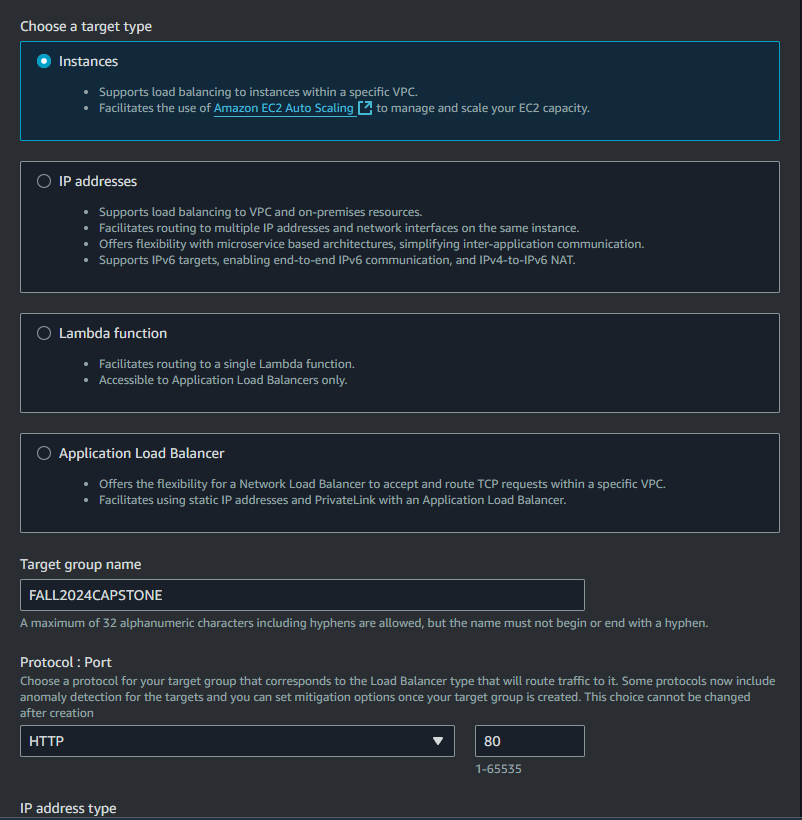 Choose a target type
Instances
Supports load balancing to instances within a specific VPC.
Facilitates the use of Amazon EC2 Auto Scaling to manage and scale your EC2 capacity.
IP addresses
Supports load balancing to VPC and on-premises resources.
Facilitates routing to multiple IP addresses and network interfaces on the same instance.
Offers flexibility with microservice based architectures, simplifying inter-application communication.
Supports IPv6 targets, enabling end-to-end IPv6 communication, and IPv4-to-IPv6 NAT.
Lambda function
Facilitates routing to a single Lambda function.
Accessible to Application Load Balancers only.
Application Load Balancer
Offers the flexibility for a Network Load Balancer to accept and route TCP requests within a specific VPC.
Facilitates using static IP addresses and PrivateLink with an Application Load Balancer.
Target group name
FALL2024CAPSTONE
A maximum of 32 alphanumeric characters including hyphens are allowed, but the name must not begin or end with a hyphen.
Protocol : Port
Choose a protocol for your target group that corresponds to the Load Balancer type that will route traffic to it. Some protocols now include
anomaly detection for the targets and you can set mitigation options once your target group is created. This choice cannot be changed
after creation
HTTP 80
1-65535
IP address type